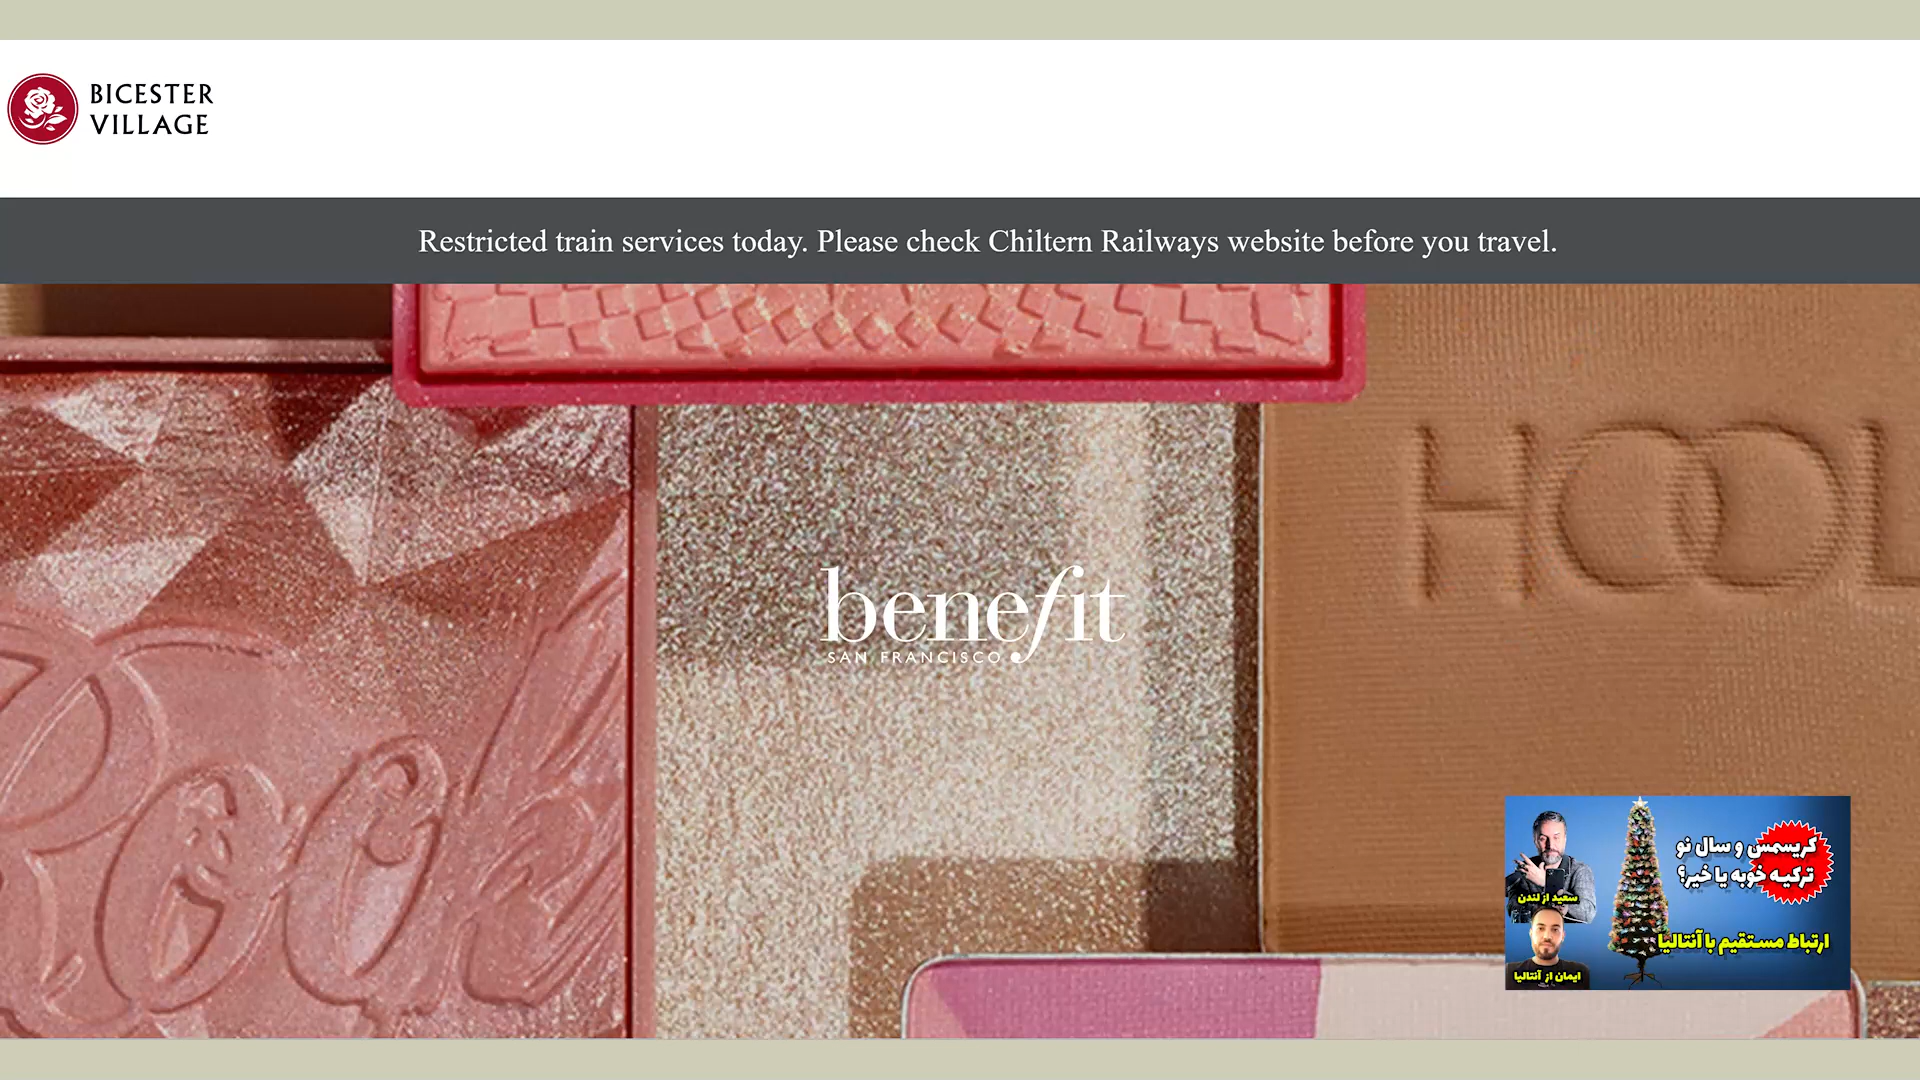 BICESTER
VILLAGE
Restricted train services today. Please check Chiltern Railways website before you travel.
HOOL
benefit
SAN FRANCISCO
Rock
کریسمس و سال نو
ترکیه خوبه یا خیر؟
سعید از لندن
ارتباط مستقیم با آنتالیا
ایمان از آنتالیا